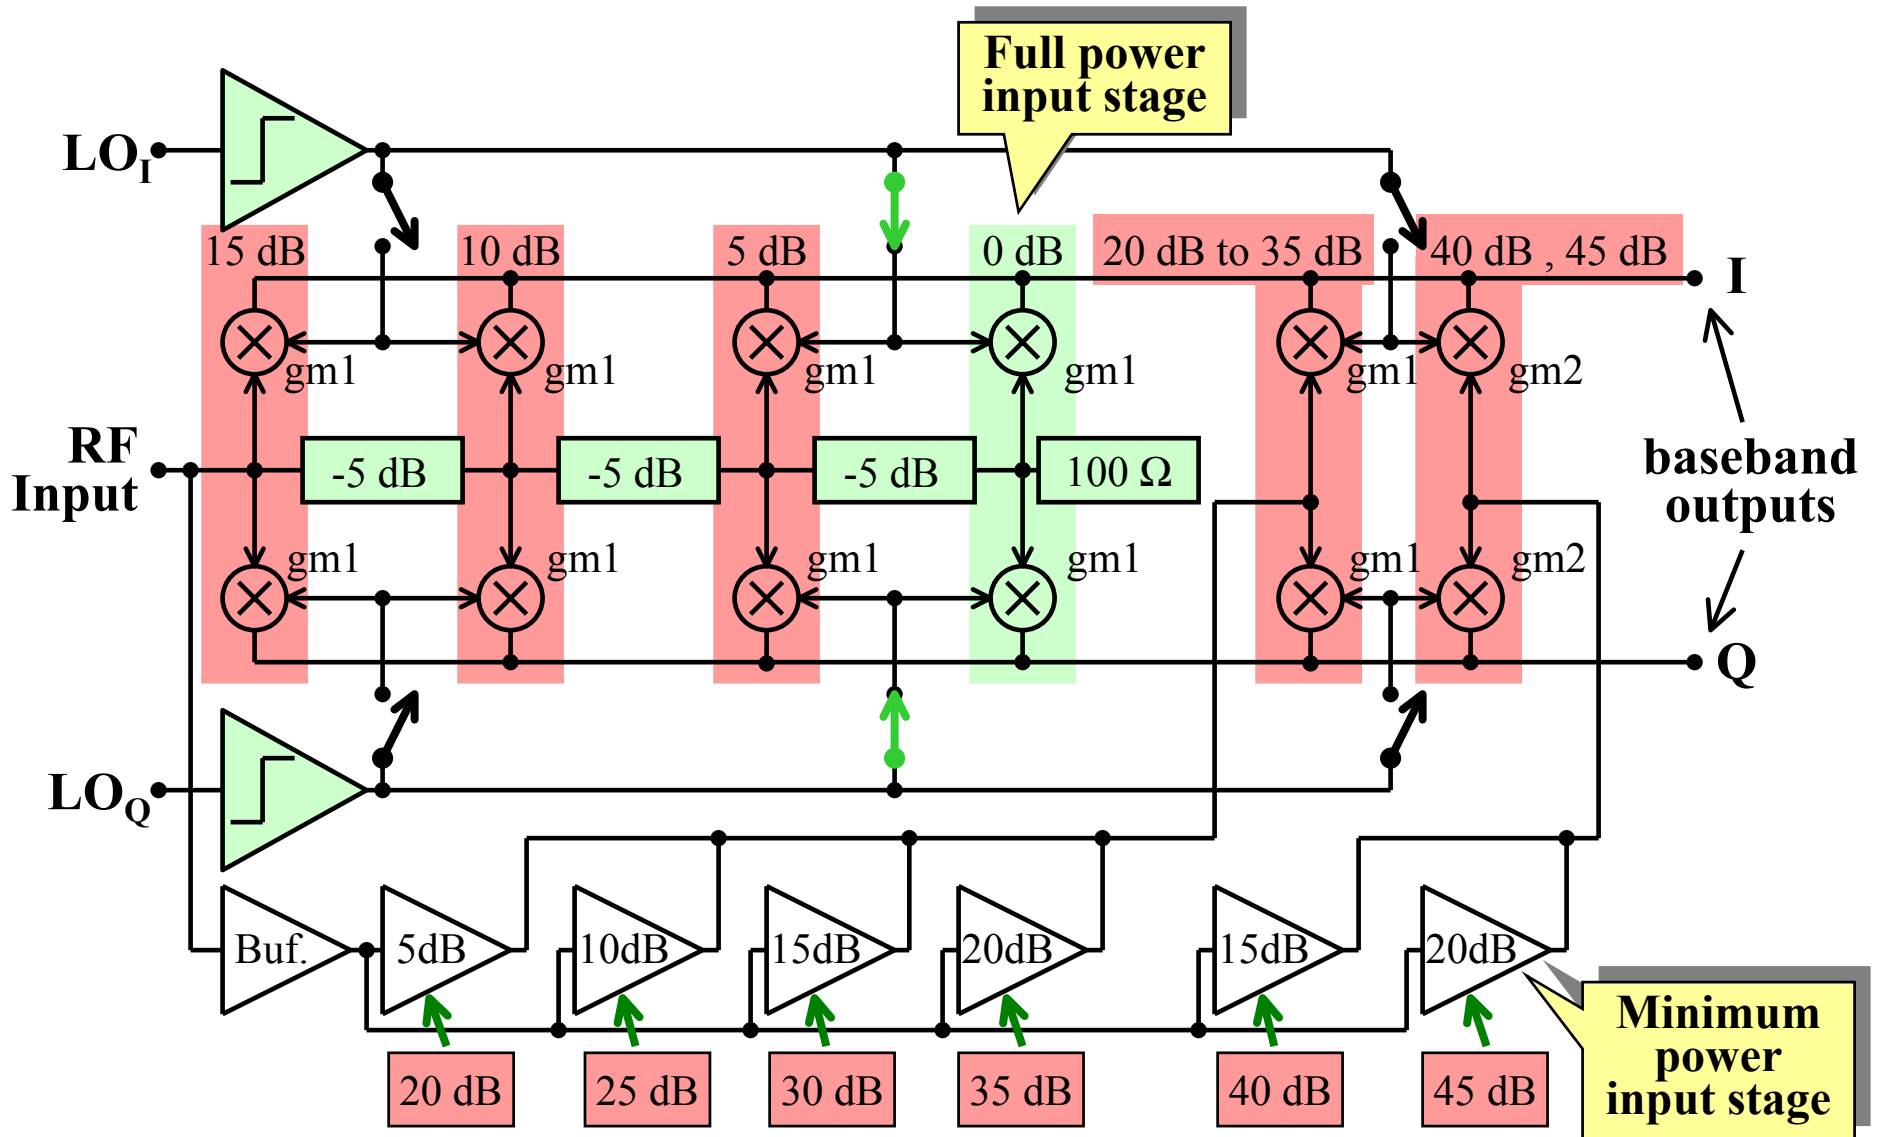 Full power
input stage
LOI
15 dB
10 dB
5 dB
0 dB
20 dB to 35 dB
40 dB , 45 dB
I
gm1
gm1
gm1
gm1
gm1
gm2
RF
Input
-5 dB
-5 dB
-5 dB
100 Ω
baseband
outputs
gm1
gm1
gm1
gm1
gm1
gm2
Q
LOQ
Buf.
5dB
10dB
15dB
20dB
15dB
20dB
20 dB
25 dB
30 dB
35 dB
40 dB
45 dB
Minimum
power
input stage